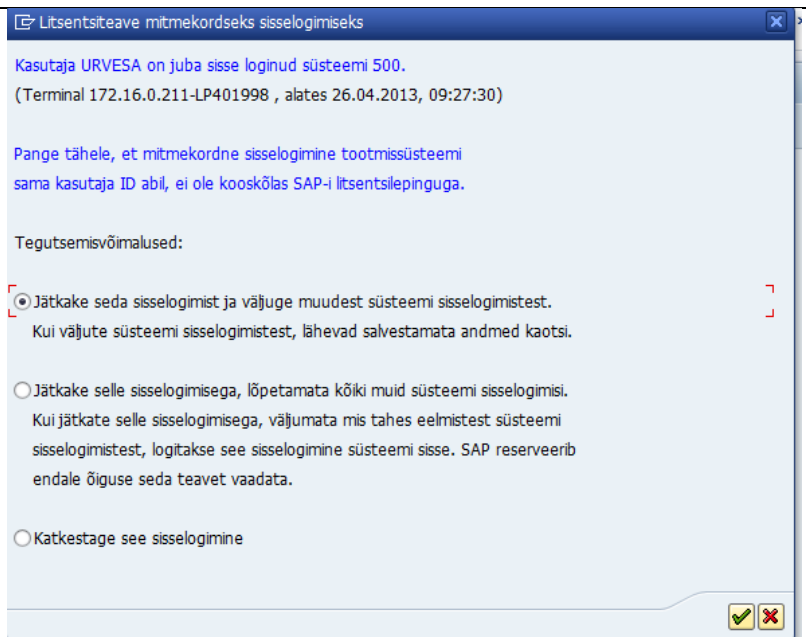 Litsentsiteave mitmekordseks sisselogimiseks
Kasutaja URVESA on juba sisse loginud süsteemi 500.
(Terminal 172.16.0.211-LP401998 , alates 26.04.2013, 09:27:30)
Pange tähele, et mitmekordne sisselogimine tootmissüsteemi
sama kasutaja ID abil, ei ole kooskõlas SAP-i litsentsilepinguga.
Tegutsemisvõimalused:
Jätkake seda sisselogimist ja väljuge muudest süsteemi sisselogimistest.
Kui väljute süsteemi sisselogimistest, lähevad salvestamata andmed kaotsi.
Jätkake selle sisselogimisega, lõpetamata kõiki muid süsteemi sisselogimisi.
Kui jätkate selle sisselogimisega, väljumata mis tahes eelmistest süsteemi
sisselogimistest, logitakse see sisselogimine süsteemi sisse. SAP reserveerib
endale õiguse seda teavet vaadata.
Katkestage see sisselogimine